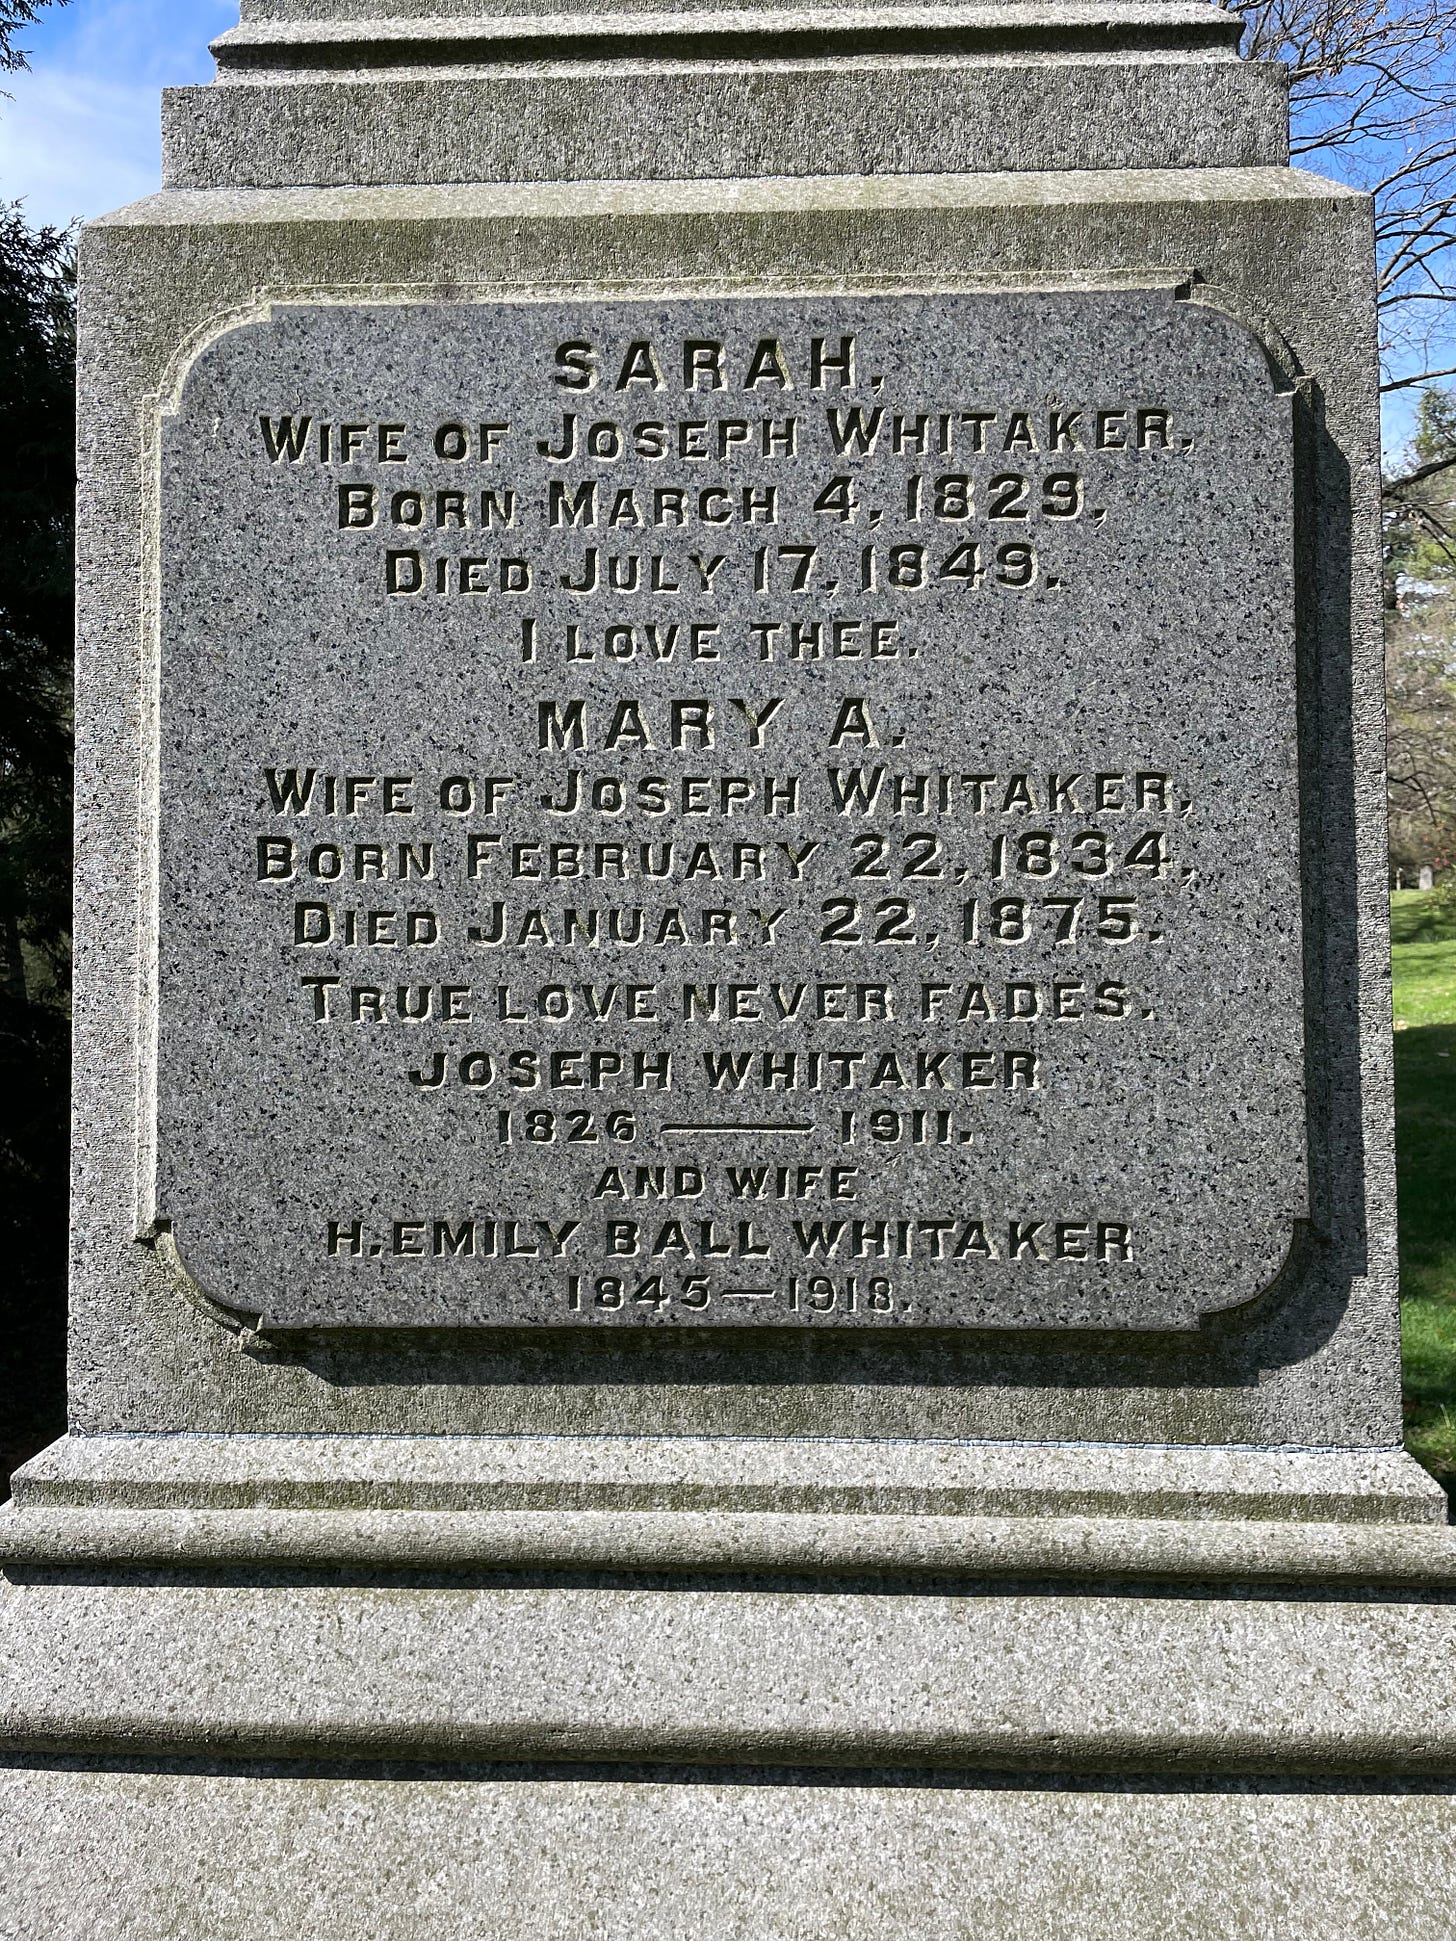 SARAH,
WIFE OF JOSEPH WHITAKER,
BORN MARCH 4, 1829,
DIED JULY 17, 1849.
I LOVE THEE.
MARY A.
WIFE OF JOSEPH WHITAKER,
BORN FEBRUARY 22, 1834,
DIED JANUARY 22, 1875.
TRUE LOVE NEVER FADES.
JOSEPH WHITAKER
1826 — 1911.
AND WIFE
H. EMILY BALL WHITAKER
1845 — 1918.